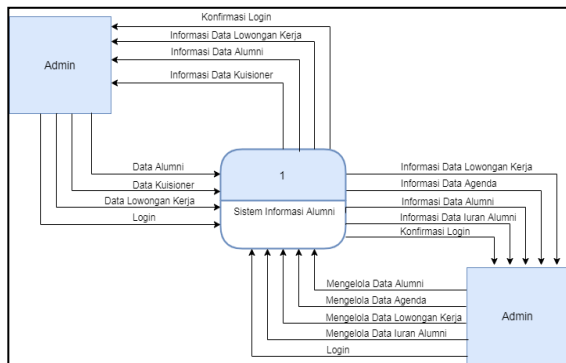 Konfirmasi Login
Informasi Data Lowongan Kerja
Informasi Data Alumni
Informasi Data Kuisioner
Admin
Data Alumni
Data Kuisioner
Data Lowongan Kerja
Login
1
Sistem Informasi Alumni
Informasi Data Lowongan Kerja
Informasi Data Agenda
Informasi Data Alumni
Informasi Data Iuran Alumni
Konfirmasi Login
Mengelola Data Alumni
Mengelola Data Agenda
Mengelola Data Lowongan Kerja
Mengelola Data Iuran Alumni
Login
Admin